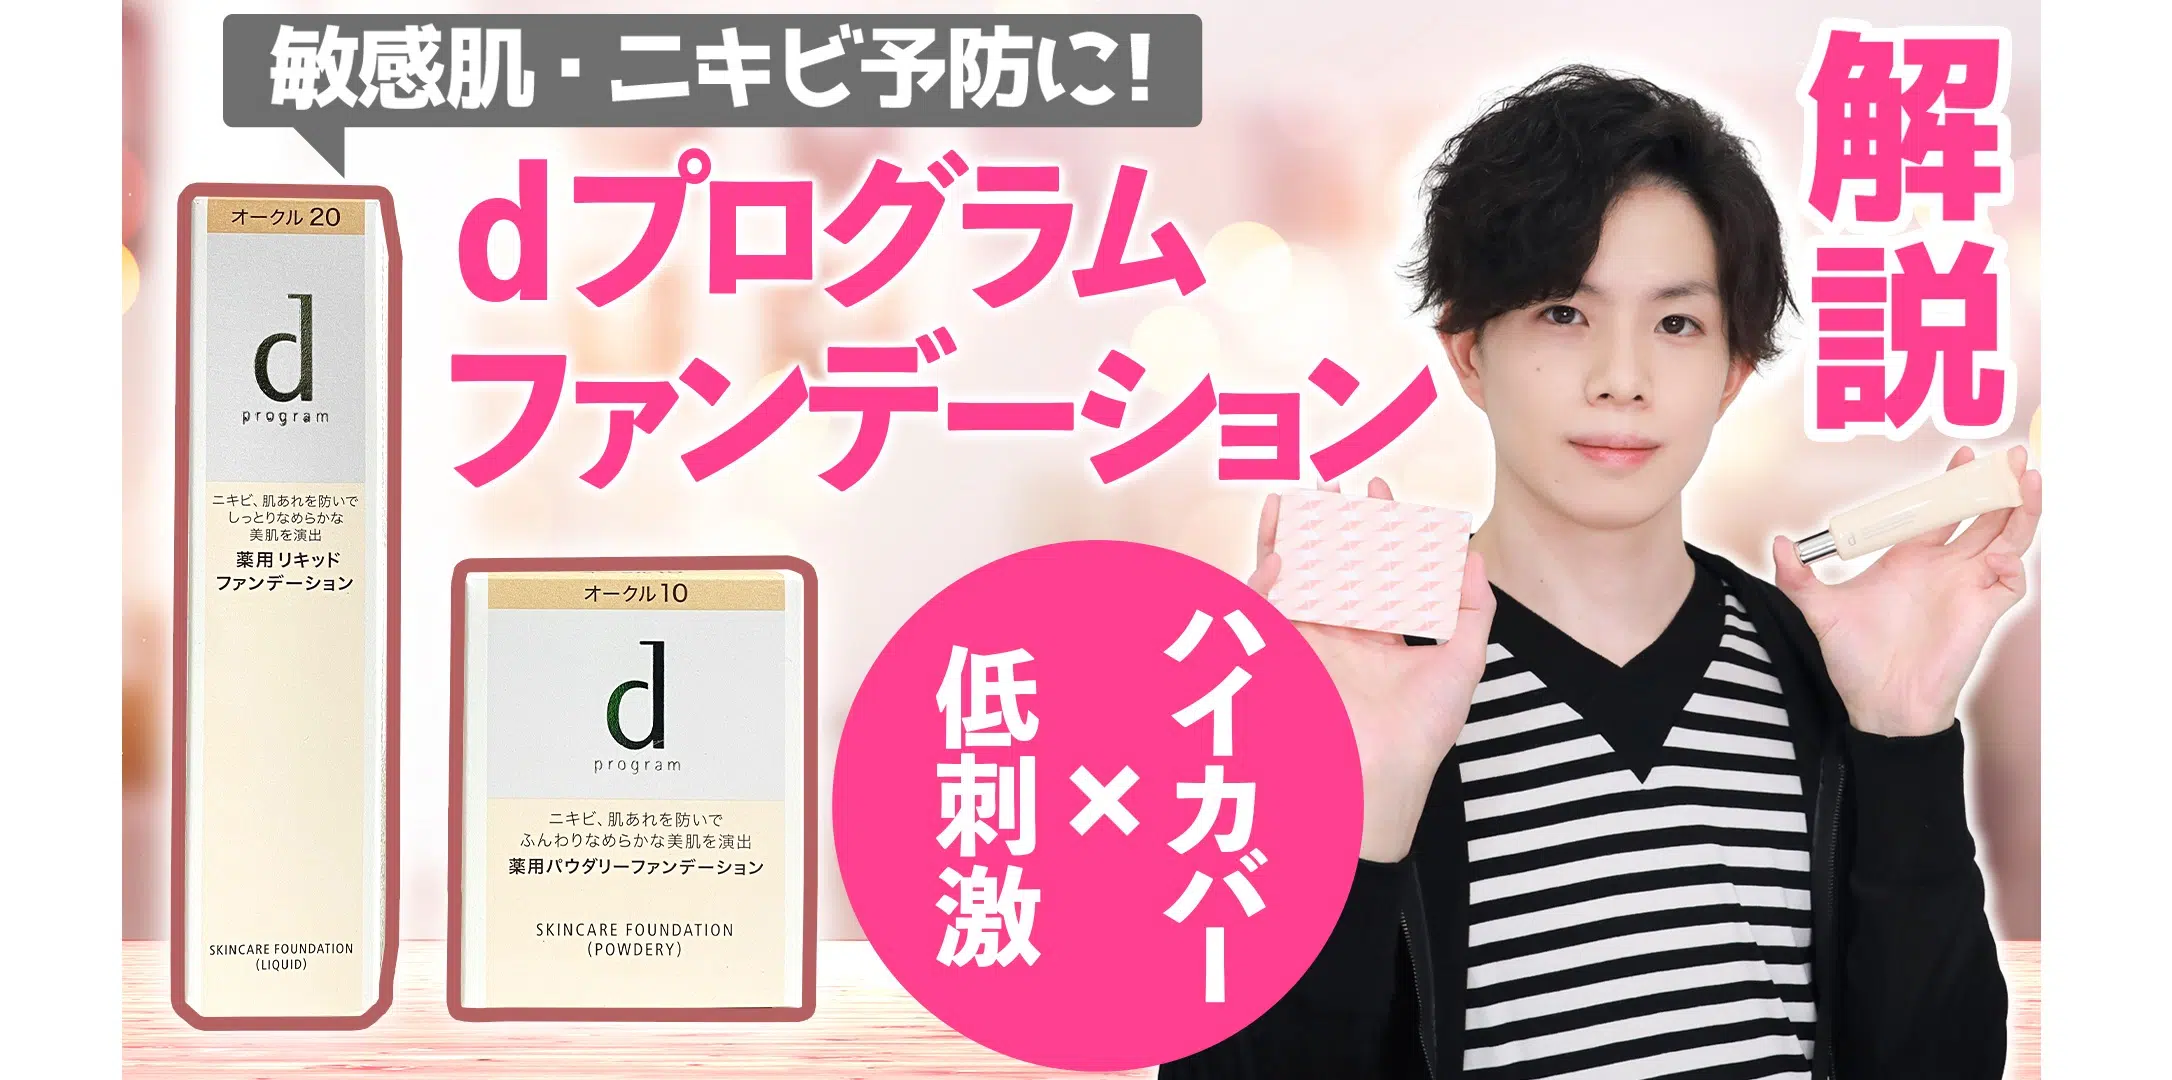 敏感肌・ニキビ予防に!
dプログラム
ファンデーション
解説
オークル 20
d
program
ニキビ、肌あれを防いで
しっとりなめらかな
美肌を演出
薬用リキッド
ファンデーション
SKINCARE FOUNDATION
(LIQUID)
オークル 10
d
program
ニキビ、肌あれを防いで
ふんわりなめらかな美肌を演出
薬用パウダリーファンデーション
SKINCARE FOUNDATION
(POWDERY)
ハイカバー
×
低刺激
d